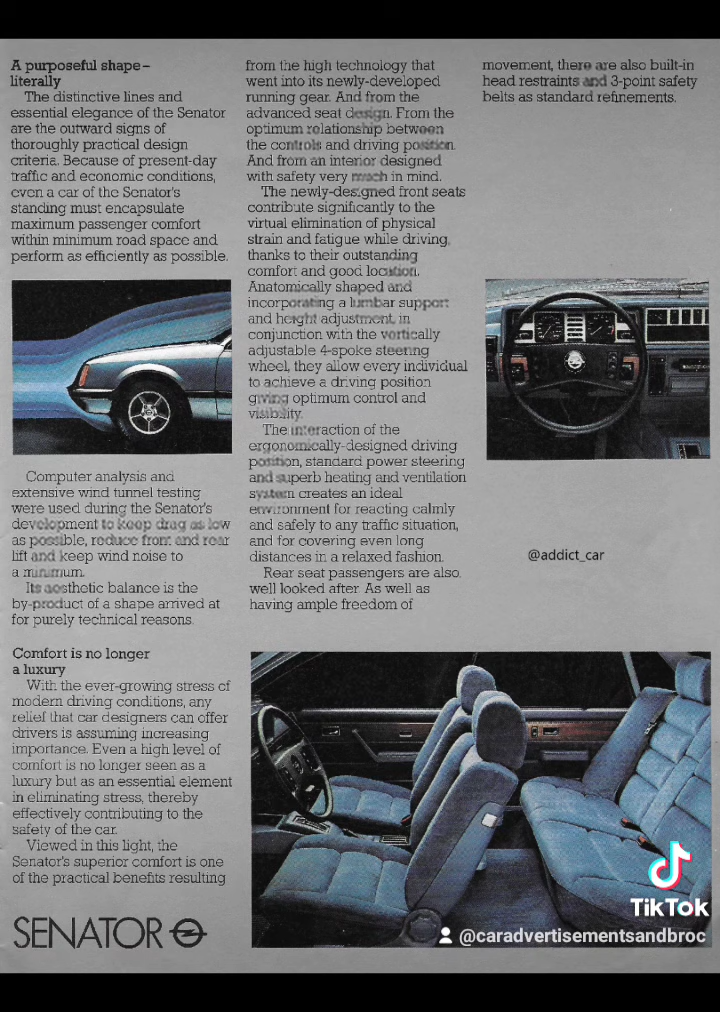 A purposeful shape–
literally
The distinctive lines and
essential elegance of the Senator
are the outward signs of
thoroughly practical design
criteria. Because of present-day
traffic and economic conditions,
even a car of the Senator's
standing must encapsulate
maximum passenger comfort
within minimum road space and
perform as efficiently as possible.
Computer analysis and
extensive wind tunnel testing
were used during the Senator's
development to keep drag as low
as possible, reduce front and rear
lift and keep wind noise to
a minimum.
Its aesthetic balance is the
by-product of a shape arrived at
for purely technical reasons.
Comfort is no longer
a luxury
With the ever-growing stress of
modern driving conditions, any
relief that car designers can offer
drivers is assuming increasing
importance. Even a high level of
comfort is no longer seen as a
luxury but as an essential element
in eliminating stress, thereby
effectively contributing to the
safety of the car.
Viewed in this light, the
Senator's superior comfort is one
of the practical benefits resulting
from the high technology that
went into its newly-developed
running gear. And from the
advanced seat design. From the
optimum relationship between
the controls and driving position.
And from an interior designed
with safety very much in mind.
The newly-designed front seats
contribute significantly to the
virtual elimination of physical
strain and fatigue while driving,
thanks to their outstanding
comfort and good location.
Anatomically shaped and
incorporating a lumbar support
and height adjustment, in
conjunction with the vertically
adjustable 4-spoke steering
wheel, they allow every individual
to achieve a driving position
giving optimum control and
visibility.
The interaction of the
ergonomically-designed driving
position, standard power steering
and superb heating and ventilation
system creates an ideal
environment for reacting calmly
and safely to any traffic situation,
and for covering even long
distances in a relaxed fashion.
Rear seat passengers are also
well looked after. As well as
having ample freedom of
movement, there are also built-in
head restraints and 3-point safety
belts as standard refinements.
@addict_car
SENATOR
TikTok
@caradvertisementsandbroc